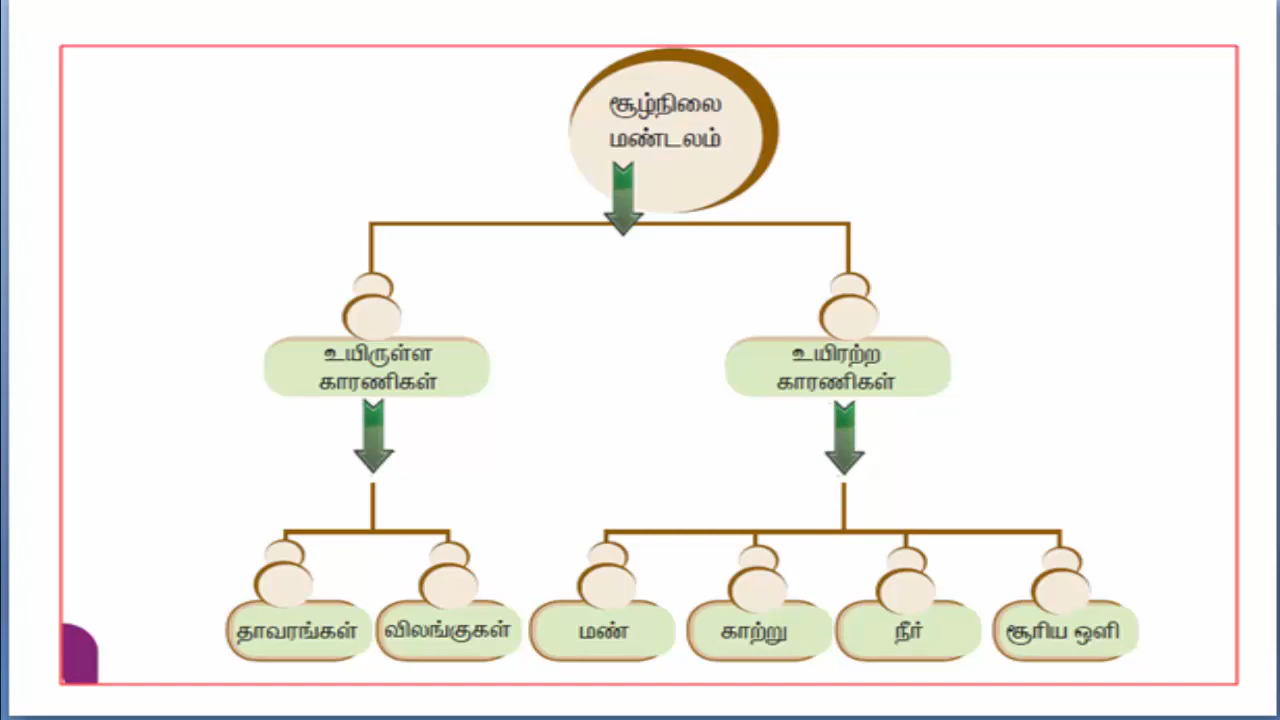 சூழ்நிலை
மண்டலம்
உயிருள்ள
காரணிகள்
உயிரற்ற
காரணிகள்
தாவரங்கள்
விலங்குகள்
மண்
காற்று
நீர்
சூரிய ஒளி